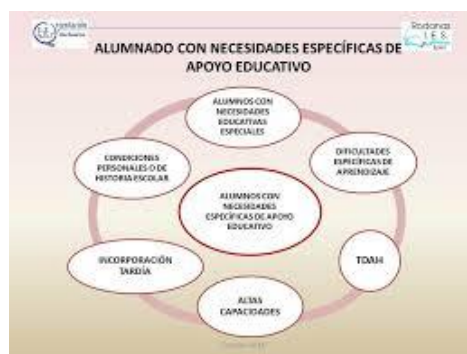 Rodanas
I.E.S.
ALUMNADO CON NECESIDADES ESPECÍFICAS DE
APOYO EDUCATIVO
ALUMNOS CON
NECESIDADES
EDUCATIVAS
ESPECIALES
DIFICULTADES
ESPECÍFICAS DE
APRENDIZAJE
TDAH
ALTAS
CAPACIDADES
INCORPORACIÓN
TARDÍA
CONDICIONES
PERSONALES O DE
HISTORIA ESCOLAR
ALUMNOS CON
NECESIDADES
ESPECÍFICAS DE APOYO
EDUCATIVO